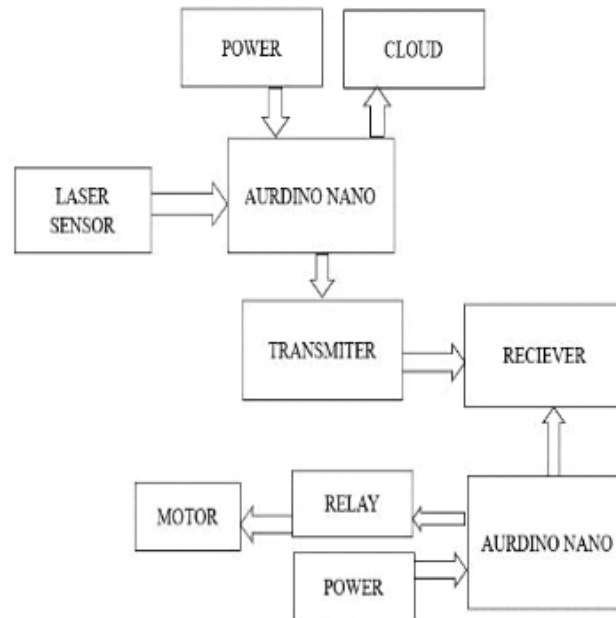 POWER
CLOUD
LASER
SENSOR
AURDINO NANO
TRANSMITER
RECIEVER
MOTOR
RELAY
AURDINO NANO
POWER